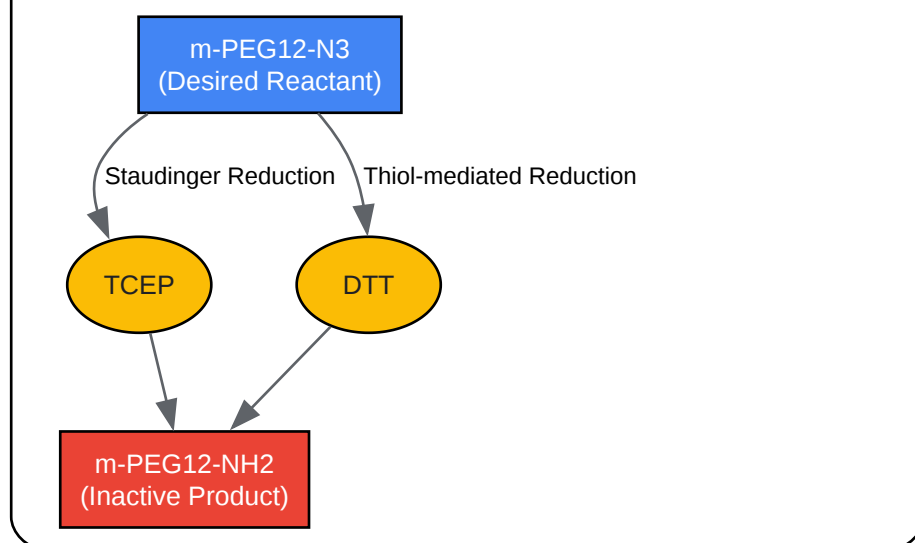 m-PEG12-N3
(Desired Reactant)
Staudinger Reduction
Thiol-mediated Reduction
TCEP
DTT
m-PEG12-NH2
(Inactive Product)